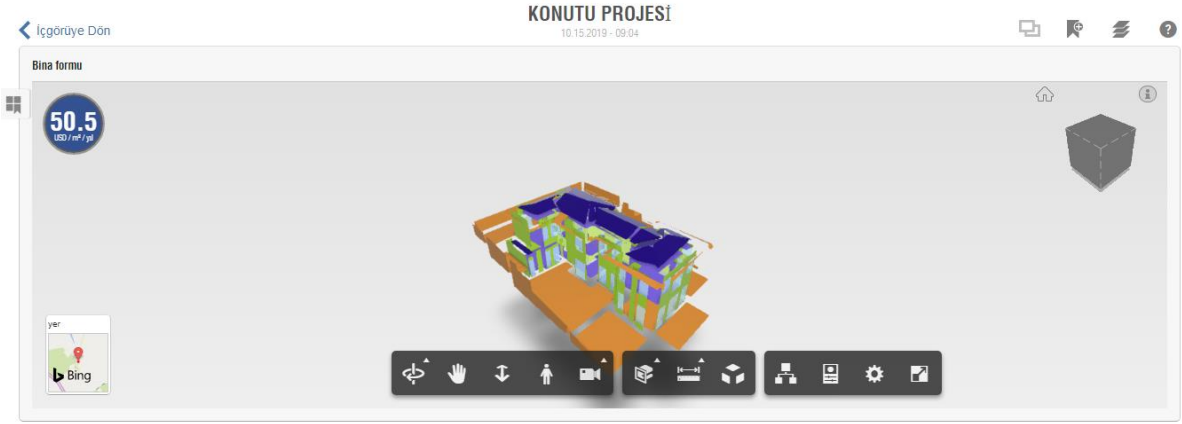 KONUTU PROJESİ
İçgörüye Dön
10.15.2019 - 09:04
Bina formu
50.5
USD / m² / yıl
yer
Bing